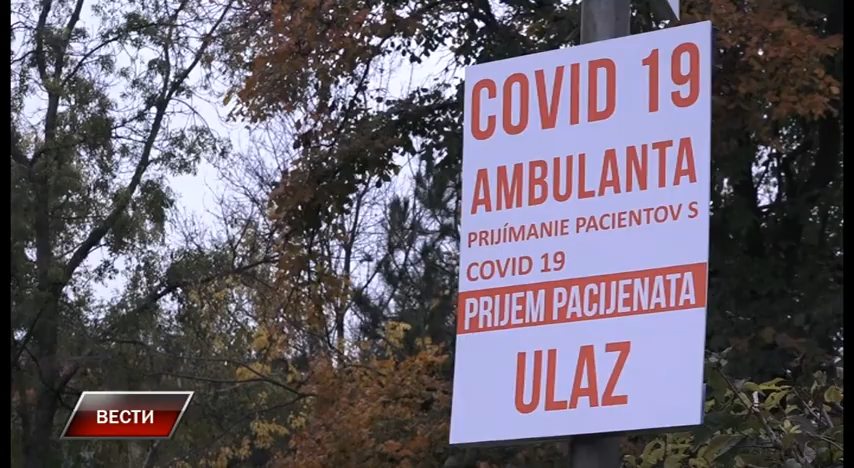 COVID 19
AMBULANTA
PRIJÍMANIE PACIENTOV S
COVID 19
PRIJEM PACIJENATA
ULAZ
ВЕСТИ